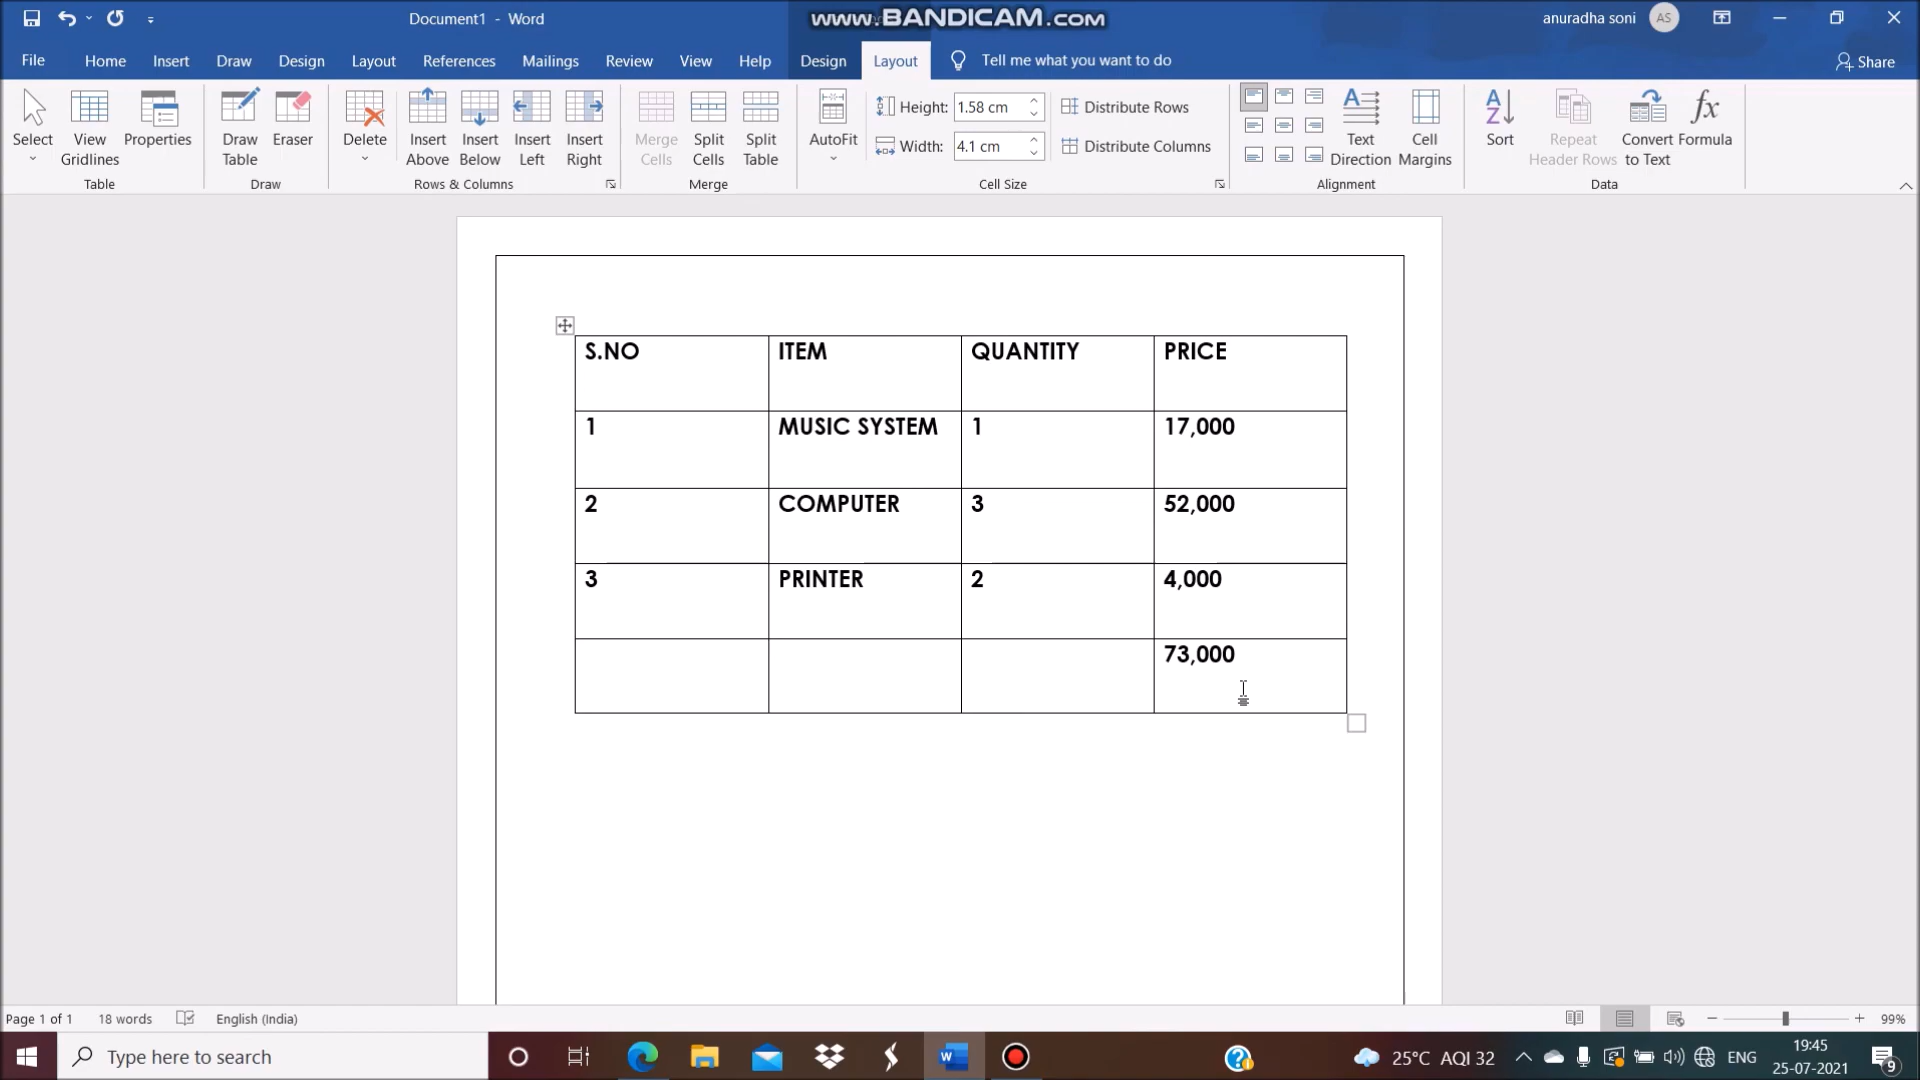 Document1 - Word
www.BANDICAM.com
anuradha soni AS
File Home Insert Draw Design Layout References Mailings Review View Help Design Layout Tell me what you want to do Share
Select
View Gridlines
Properties
Table
Draw Table
Eraser
Draw
Delete
Insert Above
Insert Below
Insert Left
Insert Right
Rows & Columns
Merge Cells
Split Cells
Split Table
Merge
AutoFit
Height: 1.58 cm
Width: 4.1 cm
Distribute Rows
Distribute Columns
Cell Size
Text Direction
Cell Margins
Alignment
Sort
Repeat Header Rows
Convert to Text
Formula
Data
S.NO ITEM QUANTITY PRICE
1 MUSIC SYSTEM 1 17,000
2 COMPUTER 3 52,000
3 PRINTER 2 4,000
73,000
Page 1 of 1 18 words English (India) 99%
Type here to search
25°C AQI 32 ENG
19:45
25-07-2021
9